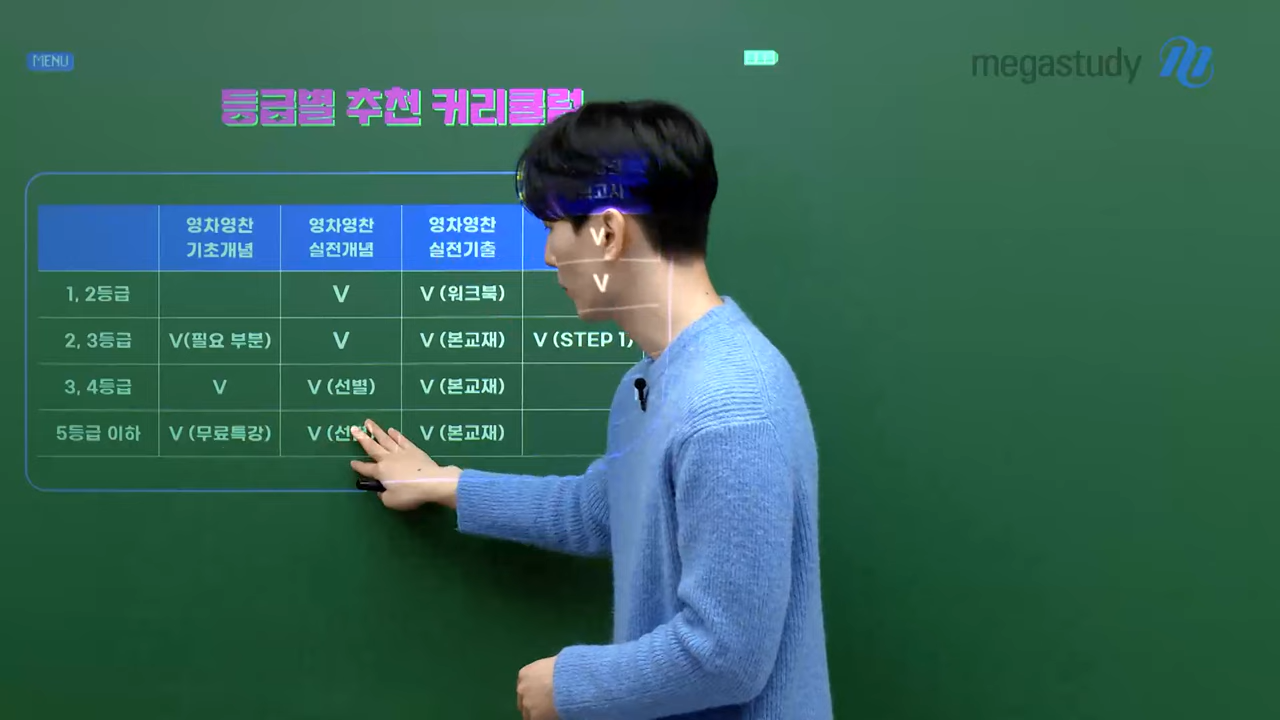 MENU
megastudy
등급별 추천 커리큘럼
영차영찬 기초개념
영차영찬 실전개념
영차영찬 실전기출
1, 2등급 V V (워크북) V
2, 3등급 V(필요 부분) V V (본교재) V (STEP 1) V
3, 4등급 V V (선별) V (본교재)
5등급 이하 V (무료특강) V V (본교재)